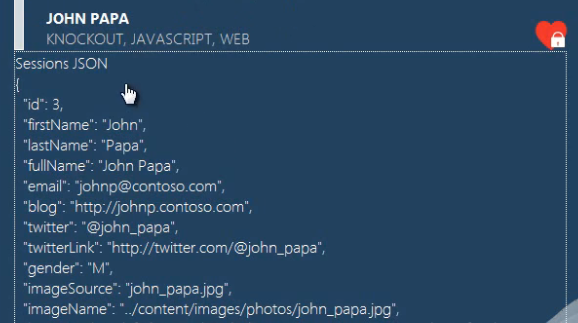 JOHN PAPA
KNOCKOUT, JAVASCRIPT, WEB
Sessions JSON
{
"id": 3,
"firstName": "John",
"lastName": "Papa",
"fullName": "John Papa",
"email": "johnp@contoso.com",
"blog": "http://johnp.contoso.com",
"twitter": "@john_papa",
"twitterLink": "http://twitter.com/@john_papa",
"gender": "M",
"imageSource": "john_papa.jpg",
"imageName": "../content/images/photos/john_papa.jpg",